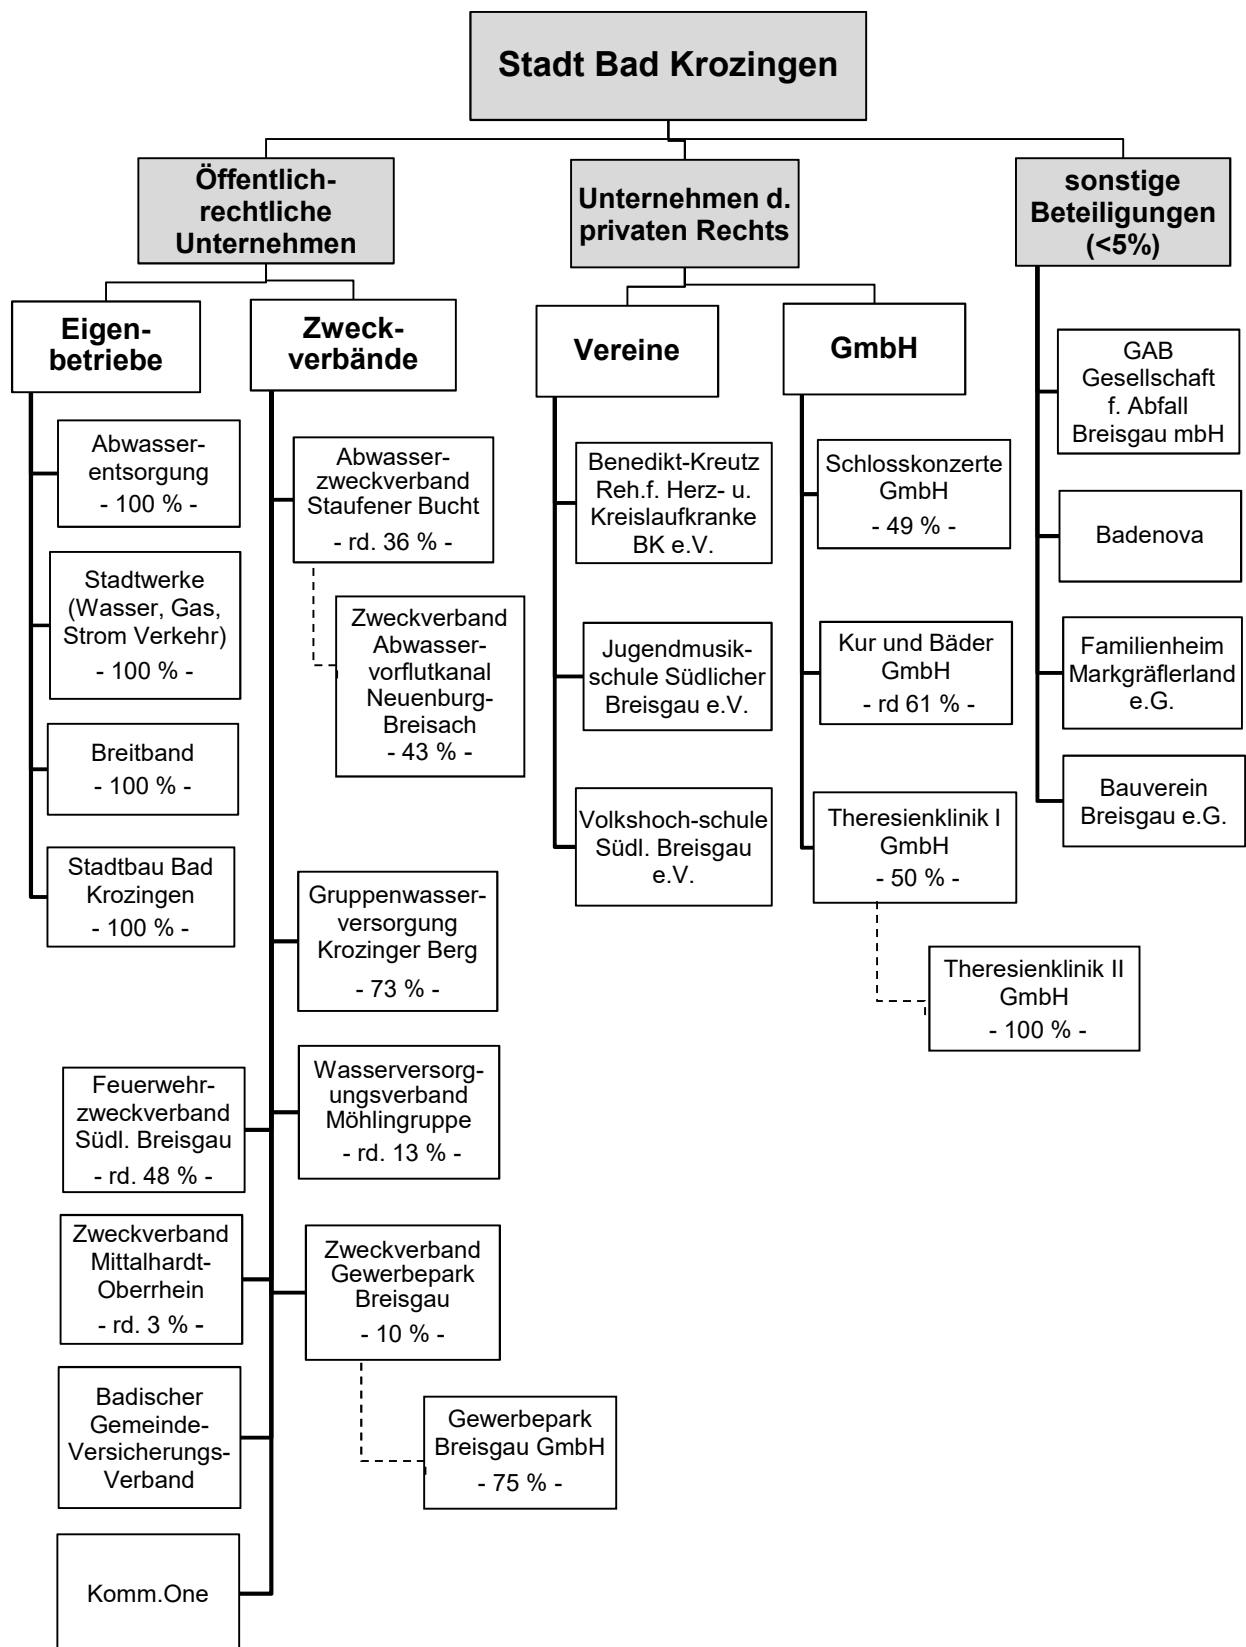 Stadt Bad Krozingen
Öffentlich-
rechtliche
Unternehmen
Unternehmen d.
privaten Rechts
sonstige
Beteiligungen
(<5%)
Eigen-
betriebe
Zweck-
verbände
Vereine
GmbH
Abwasser-
entsorgung
- 100 % -
Stadtwerke
(Wasser, Gas,
Strom Verkehr)
- 100 % -
Breitband
- 100 % -
Stadtbau Bad
Krozingen
- 100 % -
Abwasser-
zweckverband
Staufener Bucht
- rd. 36 % -
Zweckverband
Abwasser-
vorflutkanal
Neuenburg-
Breisach
- 43 % -
Gruppenwasser-
versorgung
Krozinger Berg
- 73 % -
Wasserversorg-
ungsverband
Möhlingruppe
- rd. 13 % -
Zweckverband
Gewerbepark
Breisgau
- 10 % -
Gewerbepark
Breisgau GmbH
- 75 % -
Feuerwehr-
zweckverband
Südl. Breisgau
- rd. 48 % -
Zweckverband
Mittalhardt-
Oberrhein
- rd. 3 % -
Badischer
Gemeinde-
Versicherungs-
Verband
Komm.One
Benedikt-Kreutz
Reh.f. Herz- u.
Kreislaufkranke
BK e.V.
Jugendmusik-
schule Südlicher
Breisgau e.V.
Volkshoch-schule
Südl. Breisgau
e.V.
Schlosskonzerte
GmbH
- 49 % -
Kur und Bäder
GmbH
- rd 61 % -
Theresienklinik I
GmbH
- 50 % -
Theresienklinik II
GmbH
- 100 % -
GAB
Gesellschaft
f. Abfall
Breisgau mbH
Badenova
Familienheim
Markgräflerland
e.G.
Bauverein
Breisgau e.G.